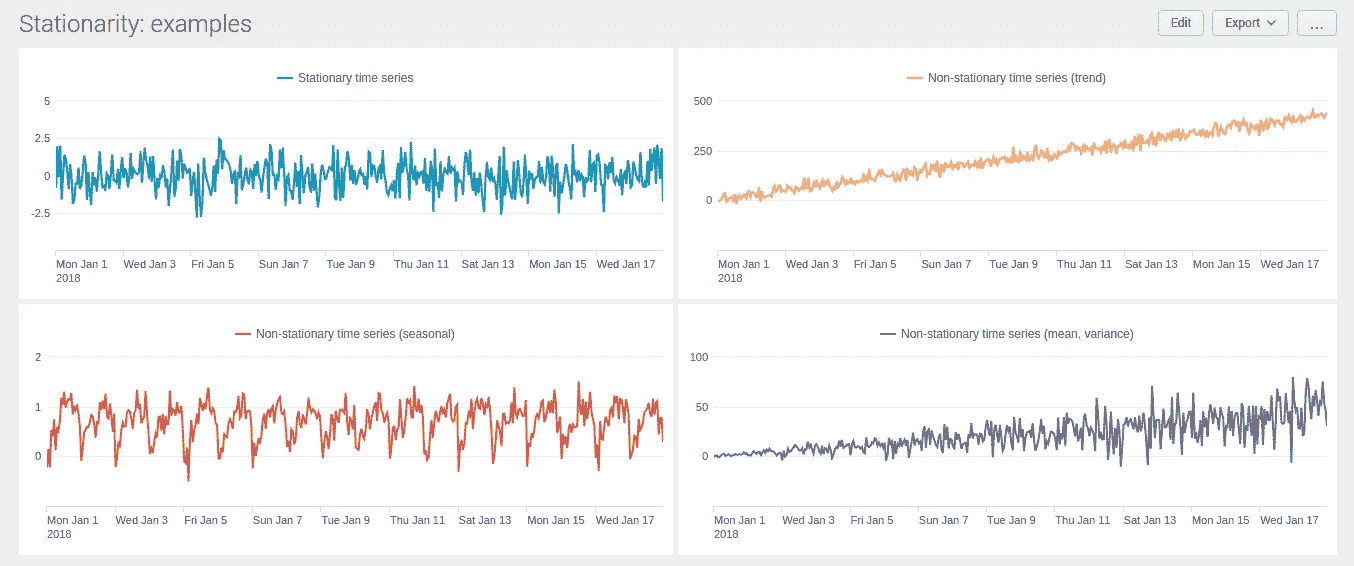 Stationarity: examples
Edit
Export
...
Stationary time series
5
2.5
0
-2.5
Mon Jan 1 Wed Jan 3 Fri Jan 5 Sun Jan 7 Tue Jan 9 Thu Jan 11 Sat Jan 13 Mon Jan 15 Wed Jan 17
2018
Non-stationary time series (trend)
500
250
0
Mon Jan 1 Wed Jan 3 Fri Jan 5 Sun Jan 7 Tue Jan 9 Thu Jan 11 Sat Jan 13 Mon Jan 15 Wed Jan 17
2018
Non-stationary time series (seasonal)
2
1
0
Mon Jan 1 Wed Jan 3 Fri Jan 5 Sun Jan 7 Tue Jan 9 Thu Jan 11 Sat Jan 13 Mon Jan 15 Wed Jan 17
2018
Non-stationary time series (mean, variance)
100
50
0
Mon Jan 1 Wed Jan 3 Fri Jan 5 Sun Jan 7 Tue Jan 9 Thu Jan 11 Sat Jan 13 Mon Jan 15 Wed Jan 17
2018